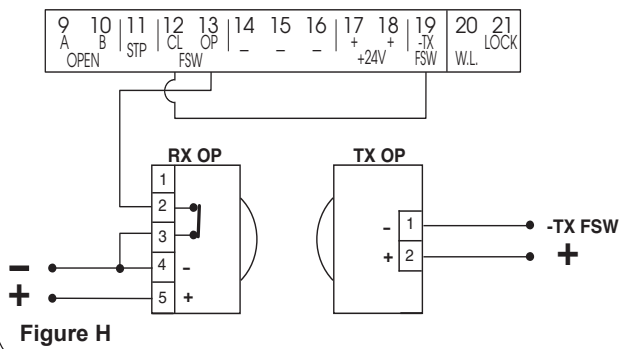 9 10 11 12 13 14 15 16 17 18 19 20 21
A B STP CL OP – – – + + -TX W.L. LOCK
OPEN FSW +24V FSW
RX OP
1
2
3
4 -
5 +
TX OP
- 1
+ 2
-TX FSW
+
–
+
Figure H